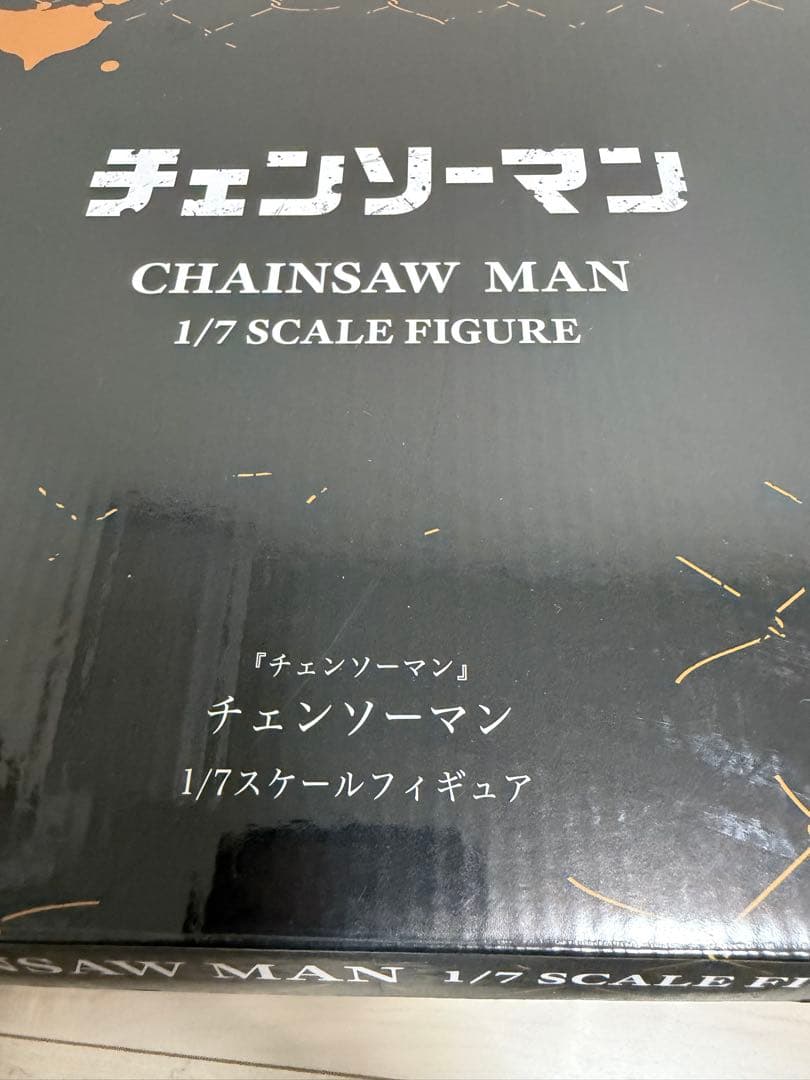 チェンソーマン
CHAINSAW MAN
1/7 SCALE FIGURE
『チェンソーマン』
チェンソーマン
1/7スケールフィギュア
NSAW MAN 1/7 SCALE FI